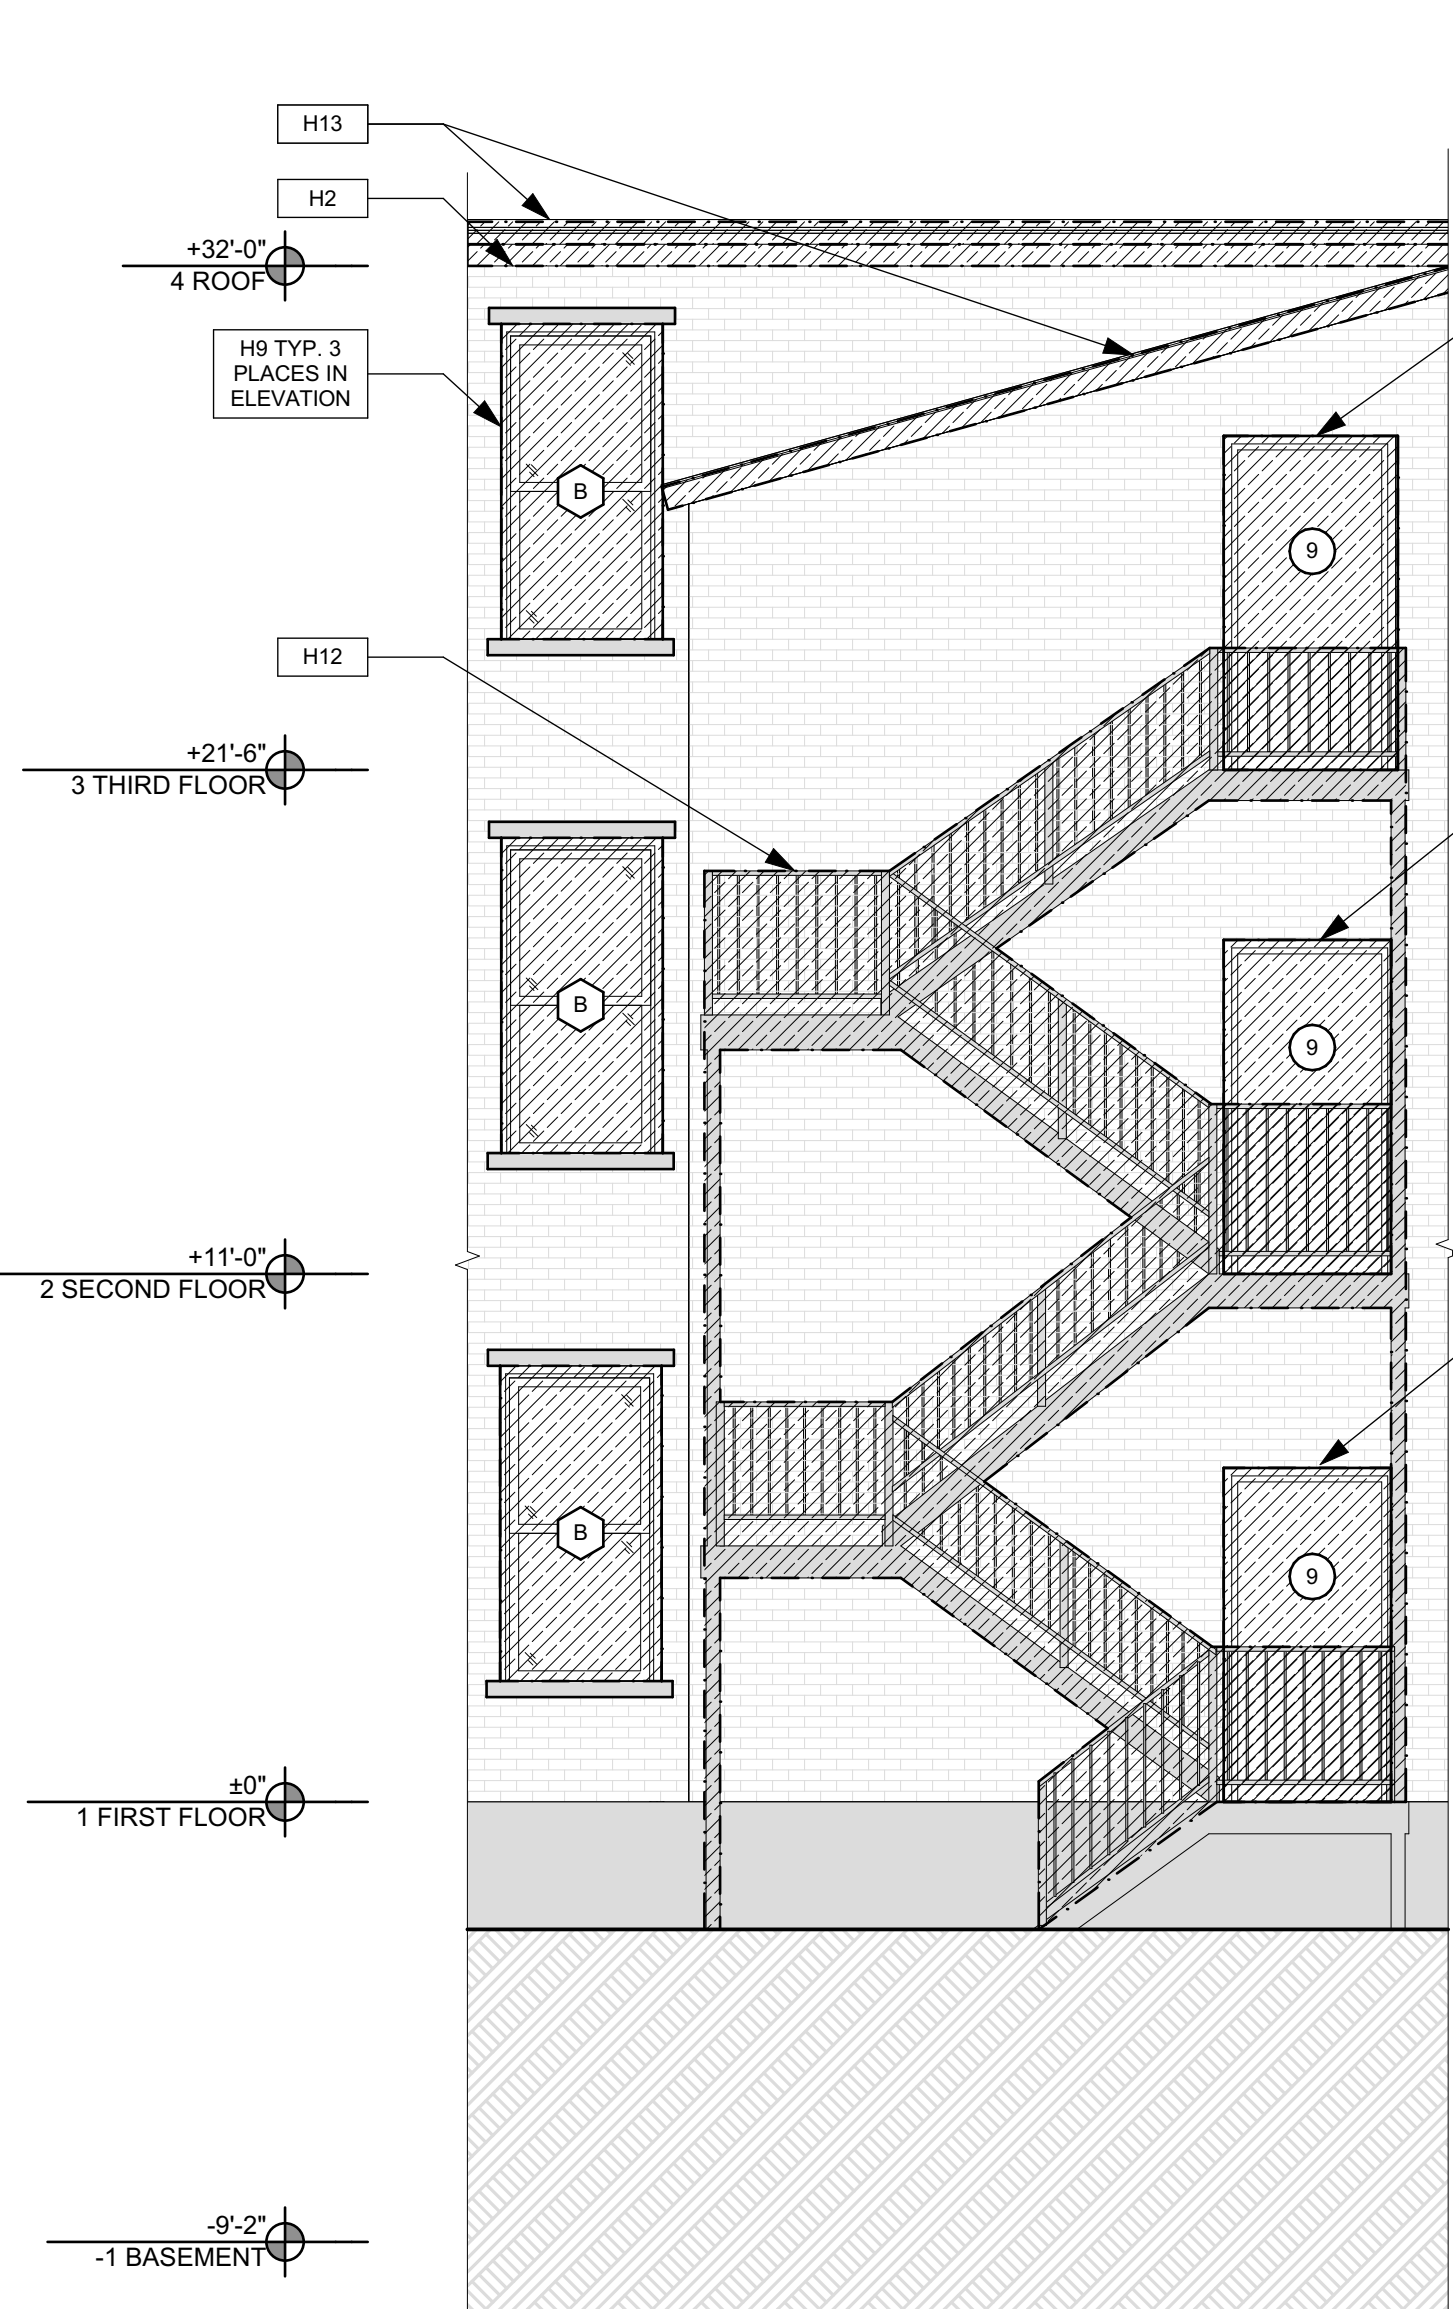 H13
H2
+32'-0"
4 ROOF
H9 TYP. 3
PLACES IN
ELEVATION
B
9
H12
+21'-6"
3 THIRD FLOOR
B
9
+11'-0"
2 SECOND FLOOR
B
9
±0"
1 FIRST FLOOR
-9'-2"
-1 BASEMENT